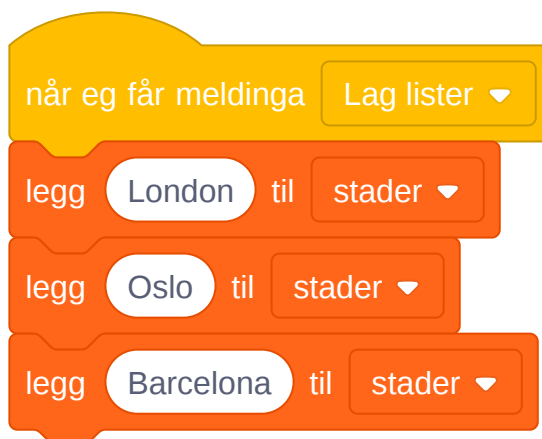 når eg får meldinga Lag lister
legg London til stader
legg Oslo til stader
legg Barcelona til stader